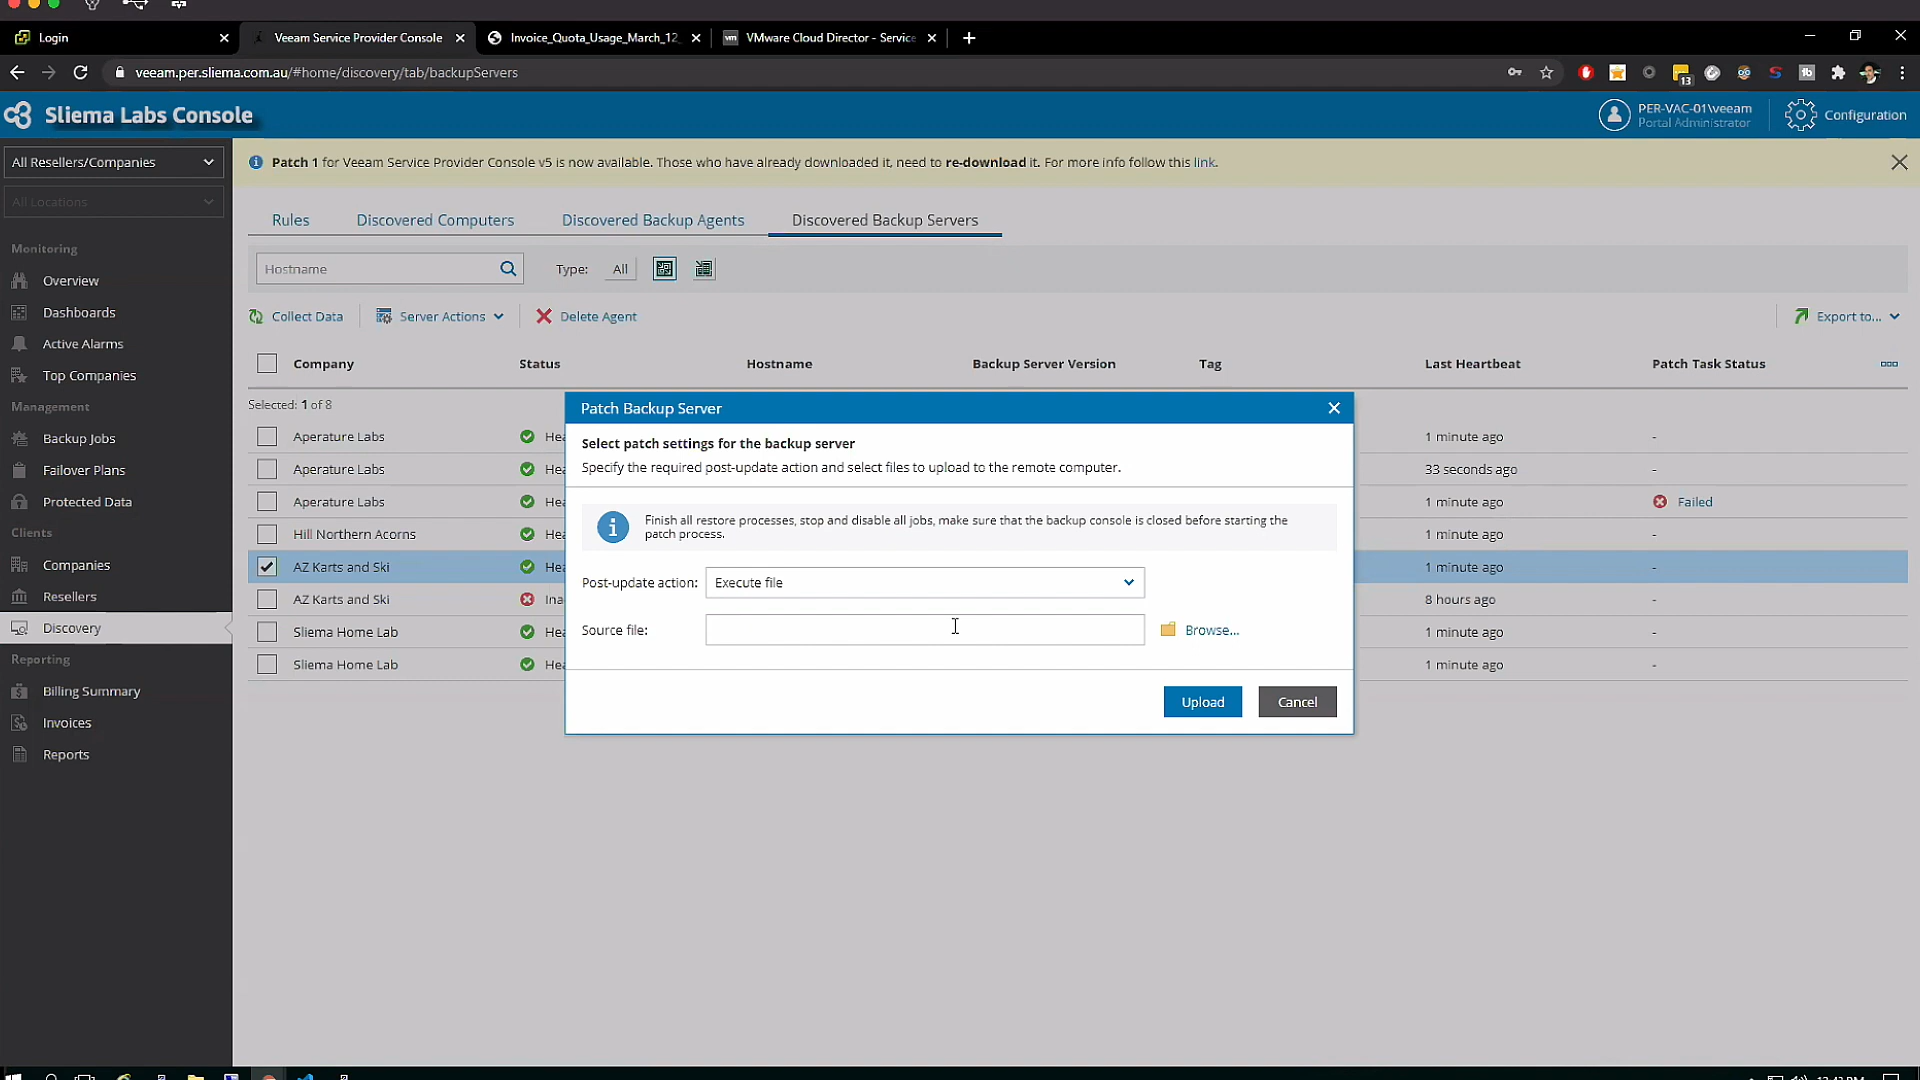 Login
Veeam Service Provider Console
Invoice_Quota_Usage_March_12_
vm VMware Cloud Director - Service
veeam.per.sliema.com.au/#home/discovery/tab/backupServers
13
Sliema Labs Console
PER-VAC-01\veeam
Portal Administrator
Configuration
All Resellers/Companies
All Locations
Patch 1 for Veeam Service Provider Console v5 is now available. Those who have already downloaded it, need to re-download it. For more info follow this link.
Rules
Discovered Computers
Discovered Backup Agents
Discovered Backup Servers
Hostname
Type:
All
Collect Data
Server Actions
Delete Agent
Export to...
Company
Status
Hostname
Backup Server Version
Tag
Last Heartbeat
Patch Task Status
Selected: 1 of 8
Aperature Labs Hea 1 minute ago -
Aperature Labs Hea 33 seconds ago -
Aperature Labs Hea 1 minute ago Failed
Hill Northern Acorns Hea 1 minute ago -
AZ Karts and Ski Hea 1 minute ago -
AZ Karts and Ski Ina 8 hours ago -
Sliema Home Lab Hea 1 minute ago -
Sliema Home Lab Hea 1 minute ago -
Monitoring
Overview
Dashboards
Active Alarms
Top Companies
Management
Backup Jobs
Failover Plans
Protected Data
Clients
Companies
Resellers
Discovery
Reporting
Billing Summary
Invoices
Reports
Patch Backup Server
Select patch settings for the backup server
Specify the required post-update action and select files to upload to the remote computer.
Finish all restore processes, stop and disable all jobs, make sure that the backup console is closed before starting the
patch process.
Post-update action: Execute file
Source file:
Browse...
Upload
Cancel